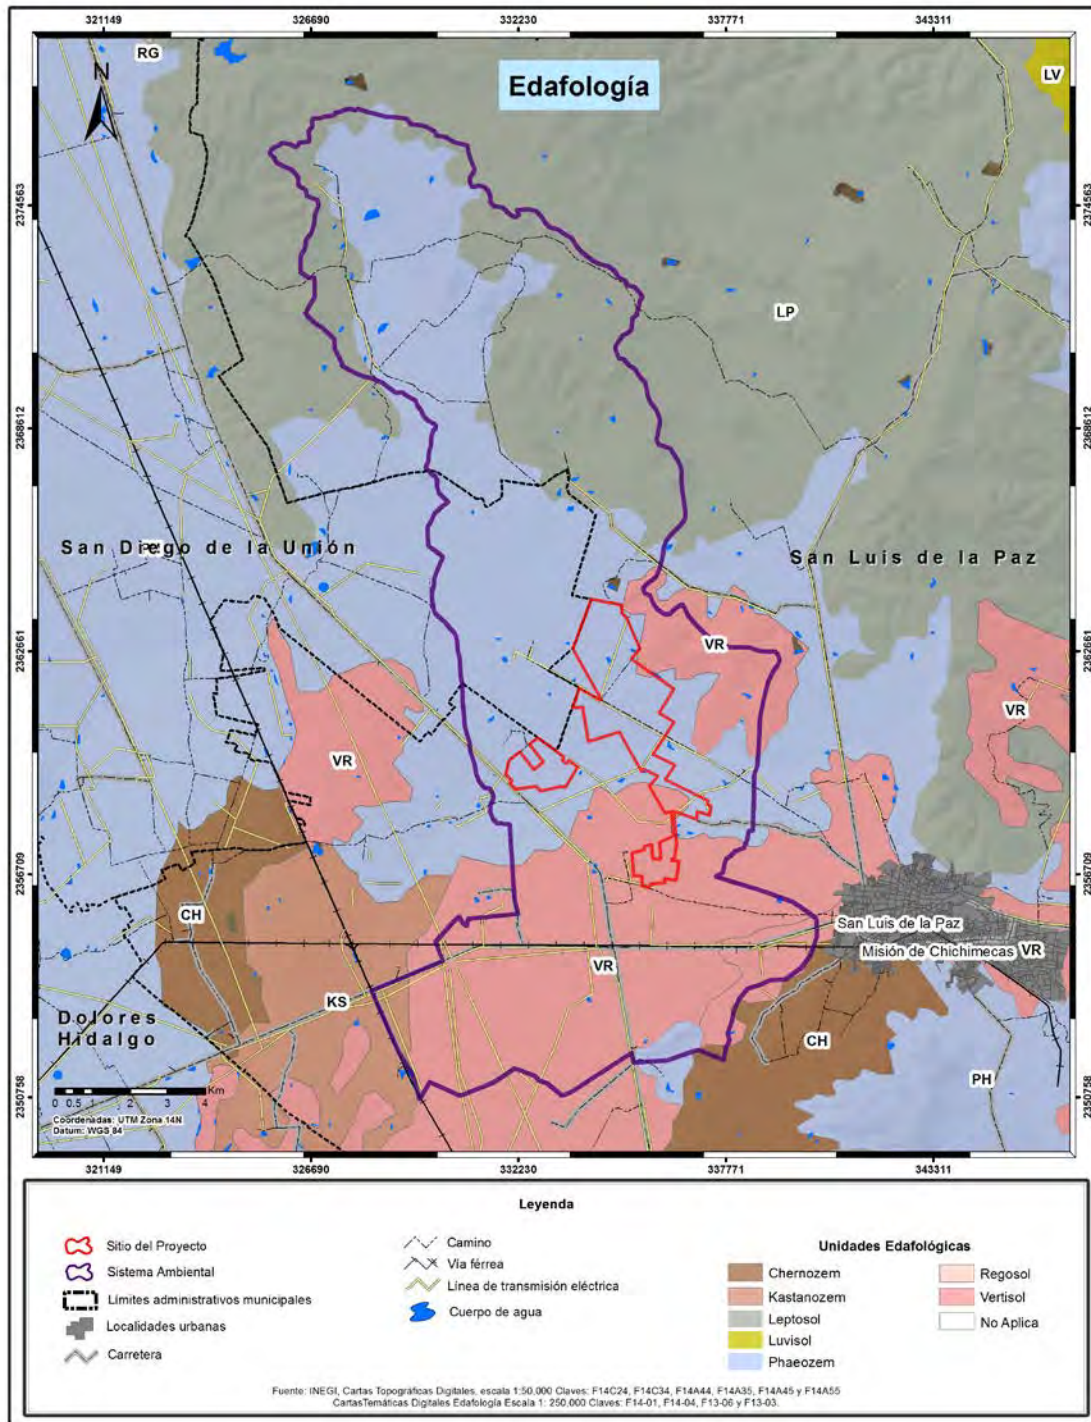 321149 326690 332230 337771 343311
RG
N
Edafología
LV
2374563 2374563
LP
2368612 2368612
San Diego de la Unión
San Luis de la Paz
2362661 2362661
VR
VR
VR
2356709 2356709
CH
San Luis de la Paz
Misión de Chichimecas
VR
VR
KS
Dolores
Hidalgo
CH
PH
2350758 2350758
Km
0 0.5 1 2 3 4
Coordenadas: UTM Zona 14N
Datum: WGS 84
321149 326690 332230 337771 343311
Leyenda
Sitio del Proyecto
Sistema Ambiental
Límites administrativos municipales
Localidades urbanas
Carretera
Camino
Vía férrea
Línea de transmisión eléctrica
Cuerpo de agua
Unidades Edafológicas
Chernozem
Kastanozem
Leptosol
Luvisol
Phaeozem
Regosol
Vertisol
No Aplica
Fuente: INEGI, Cartas Topográficas Digitales, escala 1:50,000 Claves: F14C24, F14C34, F14A44, F14A35, F14A45 y F14A55
CartasTemáticas Digitales Edafología Escala 1: 250,000 Claves: F14-01, F14-04, F13-06 y F13-03.